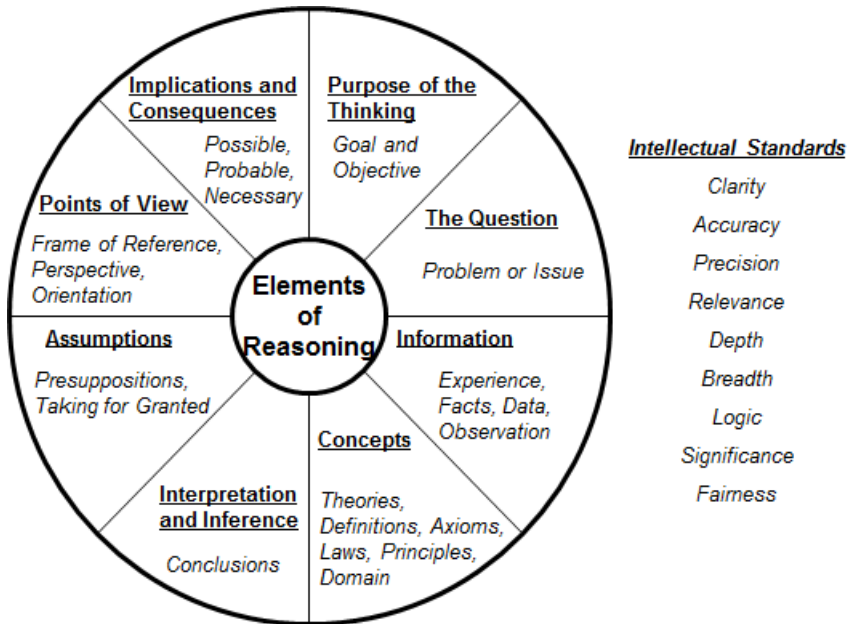 Implications and
Consequences
Possible,
Probable,
Necessary
Purpose of the
Thinking
Goal and
Objective
Points of View
Frame of Reference,
Perspective,
Orientation
The Question
Problem or Issue
Elements
of
Reasoning
Assumptions
Presuppositions,
Taking for Granted
Information
Experience,
Facts, Data,
Observation
Interpretation
and Inference
Conclusions
Concepts
Theories,
Definitions, Axioms,
Laws, Principles,
Domain
Intellectual Standards
Clarity
Accuracy
Precision
Relevance
Depth
Breadth
Logic
Significance
Fairness